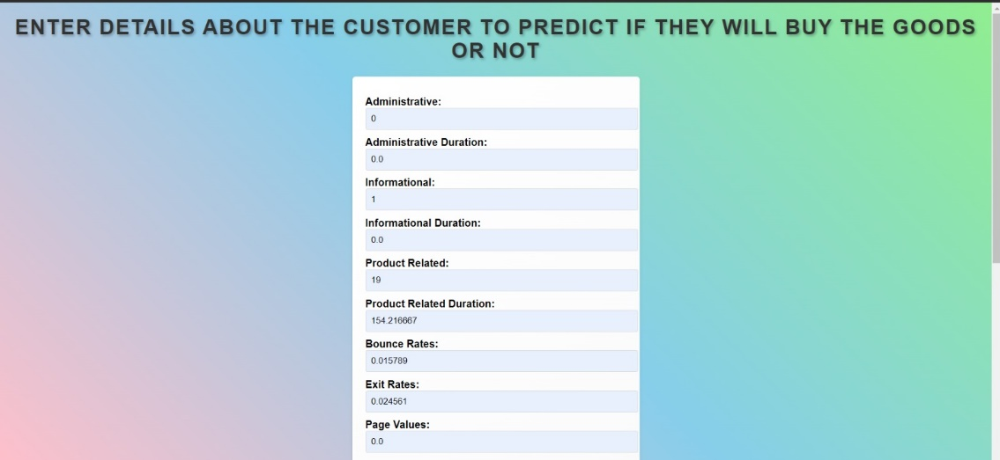 ENTER DETAILS ABOUT THE CUSTOMER TO PREDICT IF THEY WILL BUY THE GOODS
OR NOT
Administrative:
0
Administrative Duration:
0.0
Informational:
1
Informational Duration:
0.0
Product Related:
19
Product Related Duration:
154.216667
Bounce Rates:
0.015789
Exit Rates:
0.024561
Page Values:
0.0